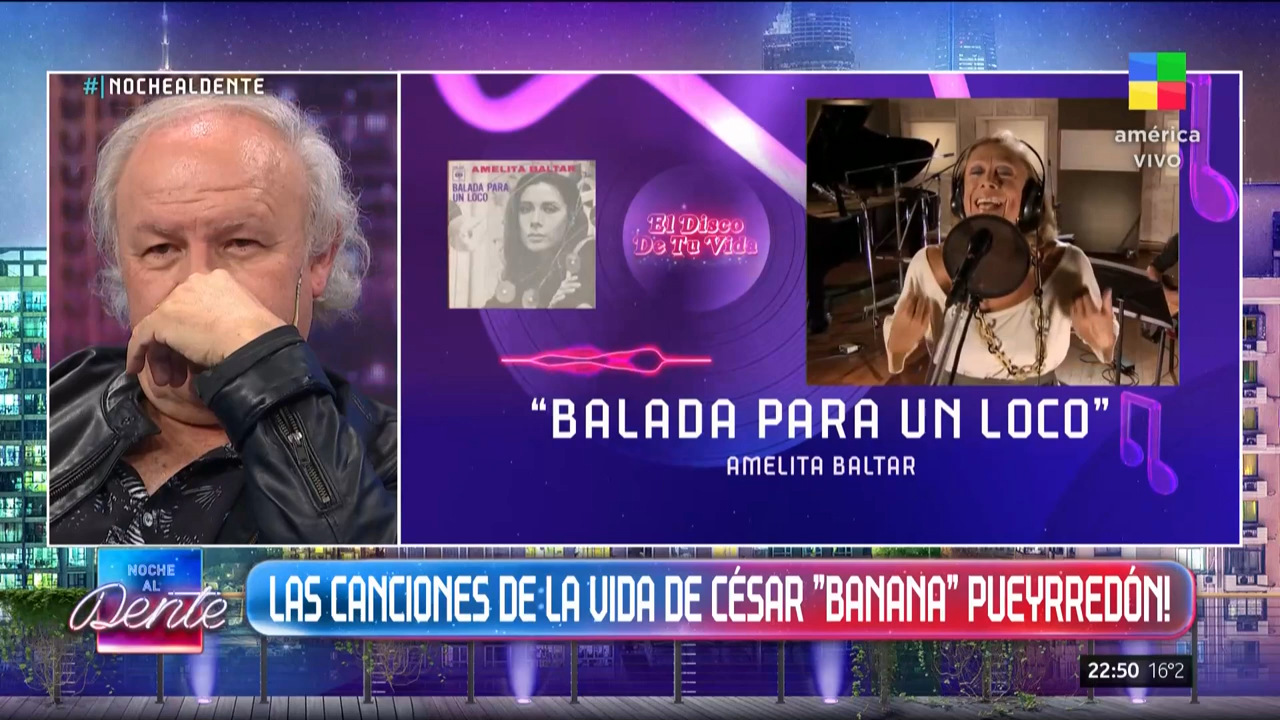 #|NOCHEALDENTE
américa
VIVO
AMELITA BALTAR
BALADA PARA
UN LOCO
El Disco
De Tu Vida
“BALADA PARA UN LOCO”
AMELITA BALTAR
NOCHE
AL
Dente
LAS CANCIONES DE LA VIDA DE CÉSAR "BANANA" PUEYRREDÓN!
22:50 16°2